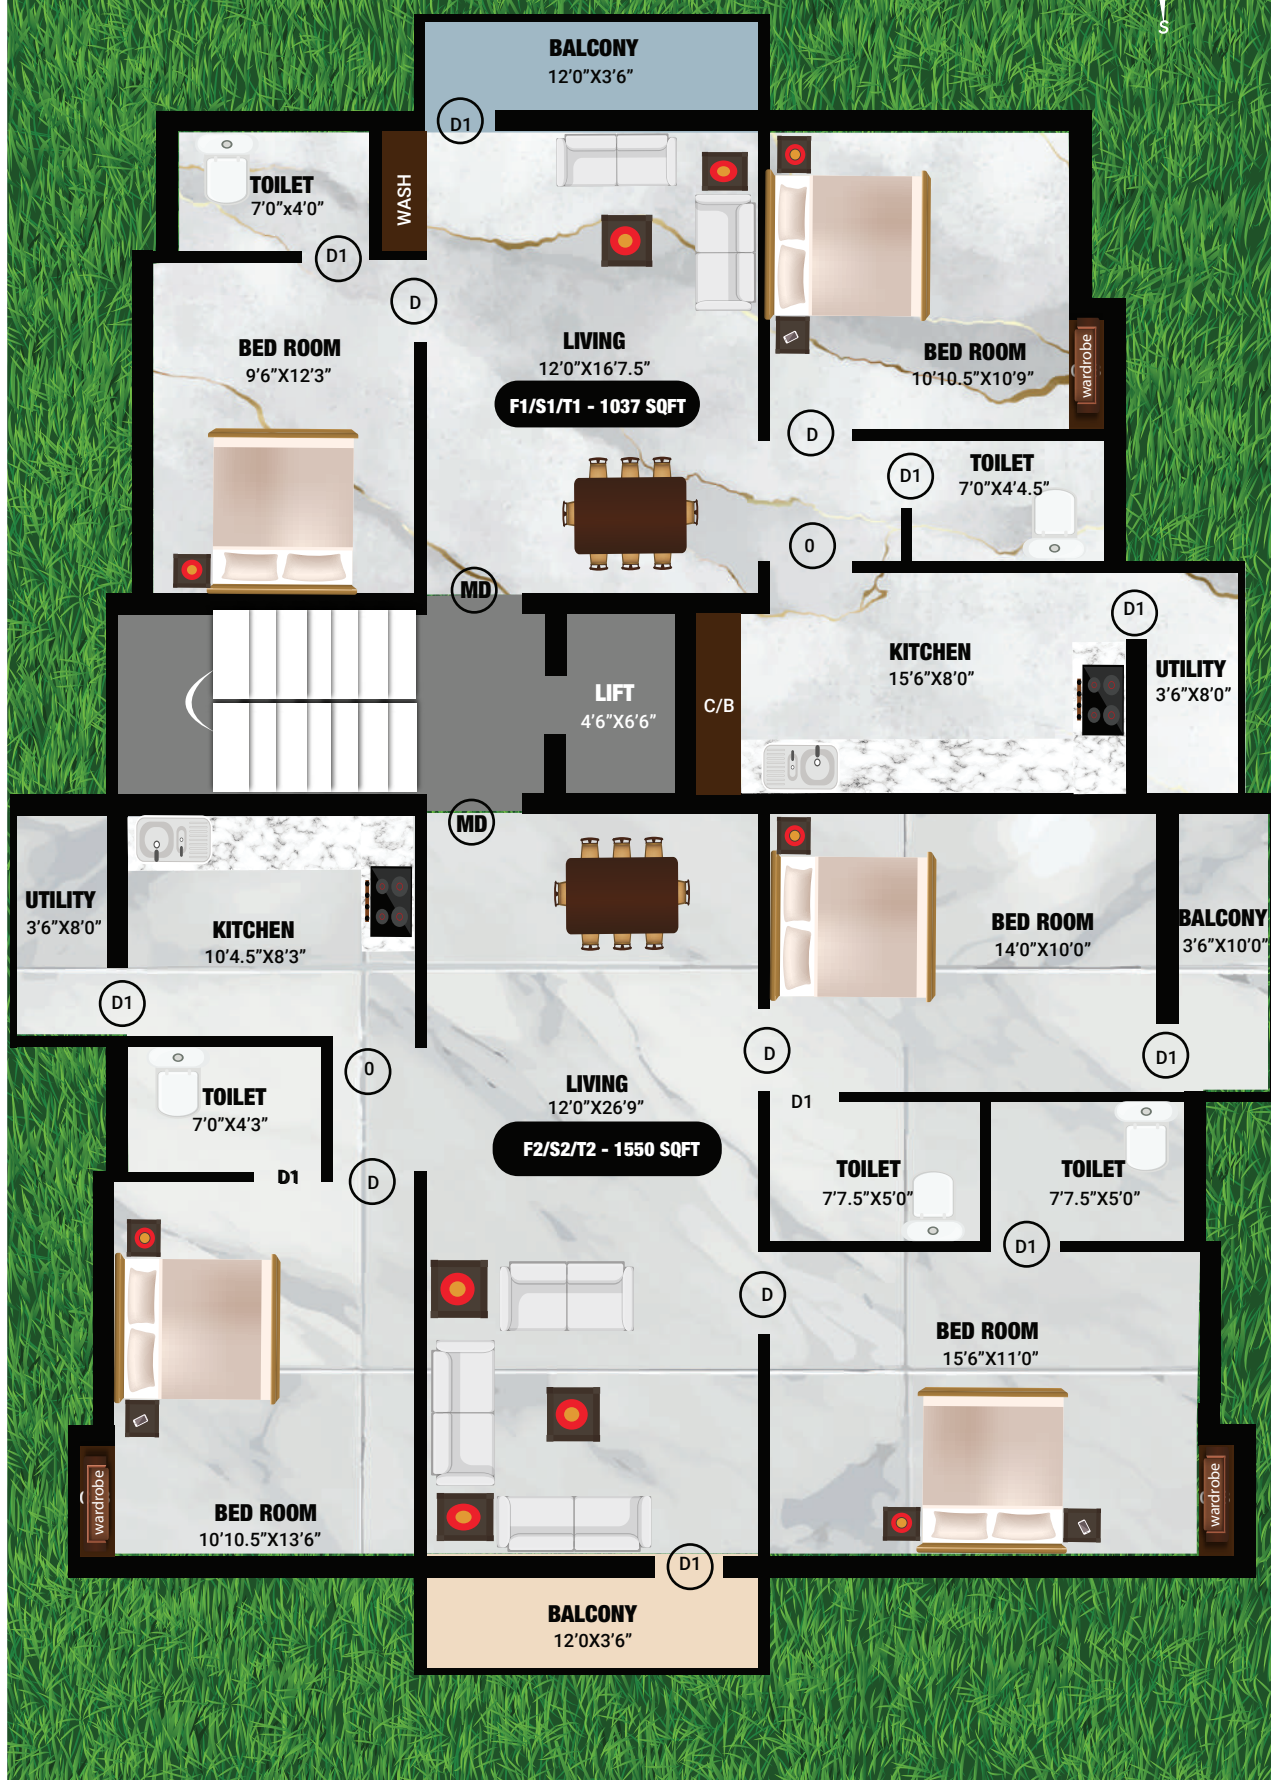 S
BALCONY
12'0"X3'6"
D1
TOILET
7'0"x4'0"
WASH
D1
D
BED ROOM
9'6"X12'3"
LIVING
12'0"X16'7.5"
F1/S1/T1 - 1037 SQFT
BED ROOM
10'10.5"X10'9"
wardrobe
D
D1
TOILET
7'0"X4'4.5"
0
MD
D1
KITCHEN
15'6"X8'0"
UTILITY
3'6"X8'0"
LIFT
4'6"X6'6"
C/B
MD
UTILITY
3'6"X8'0"
KITCHEN
10'4.5"X8'3"
BED ROOM
14'0"X10'0"
BALCONY
3'6"X10'0"
D1
D
D1
0
LIVING
12'0"X26'9"
F2/S2/T2 - 1550 SQFT
TOILET
7'0"X4'3"
D1
D1
D
TOILET
7'7.5"X5'0"
TOILET
7'7.5"X5'0"
D1
D
BED ROOM
15'6"X11'0"
wardrobe
BED ROOM
10'10.5"X13'6"
wardrobe
D1
BALCONY
12'0X3'6"